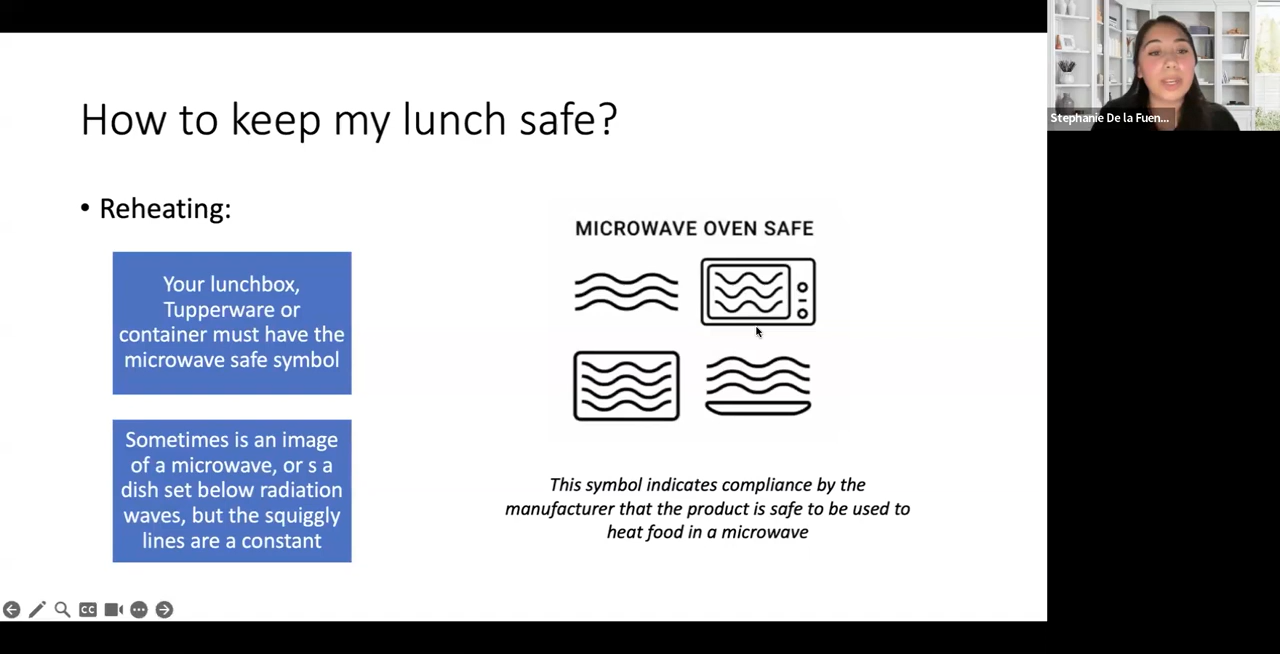 How to keep my lunch safe?
• Reheating:
Your lunchbox,
Tupperware or
container must have the
microwave safe symbol
Sometimes is an image
of a microwave, or s a
dish set below radiation
waves, but the squiggly
lines are a constant
MICROWAVE OVEN SAFE
This symbol indicates compliance by the
manufacturer that the product is safe to be used to
heat food in a microwave
Stephanie De la Fuen...
CC